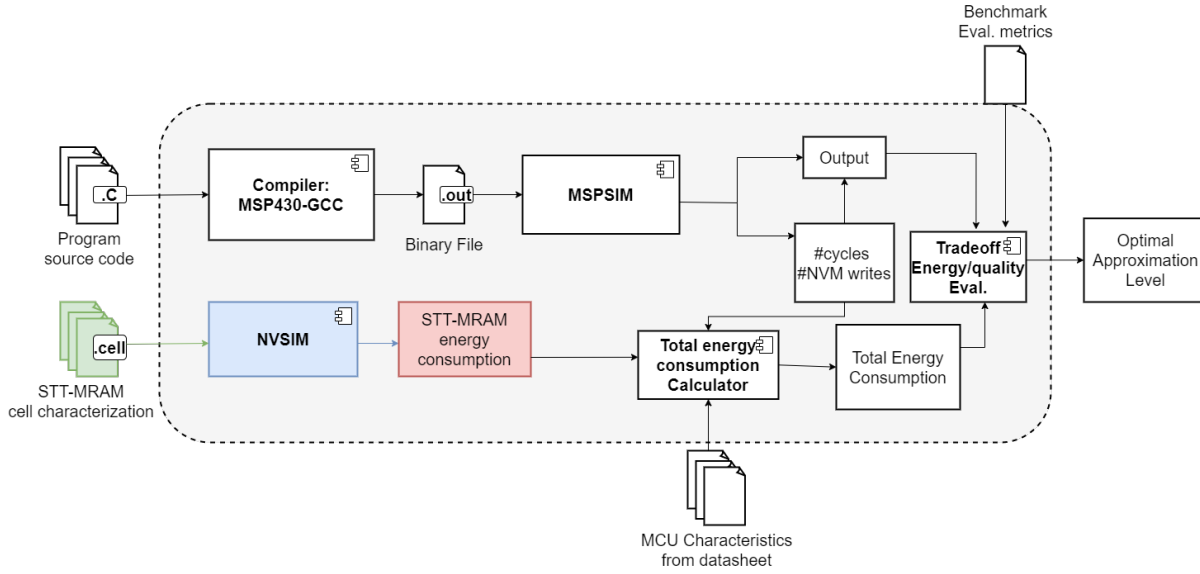 Benchmark
Eval. metrics
Compiler:
MSP430-GCC
MSPSIM
Output
.C
.out
Program
source code
Binary File
#cycles
#NVM writes
Tradeoff
Energy/quality
Eval.
Optimal
Approximation
Level
.cell
NVSIM
STT-MRAM
energy
consumption
Total energy
consumption
Calculator
Total Energy
Consumption
STT-MRAM
cell characterization
MCU Characteristics
from datasheet